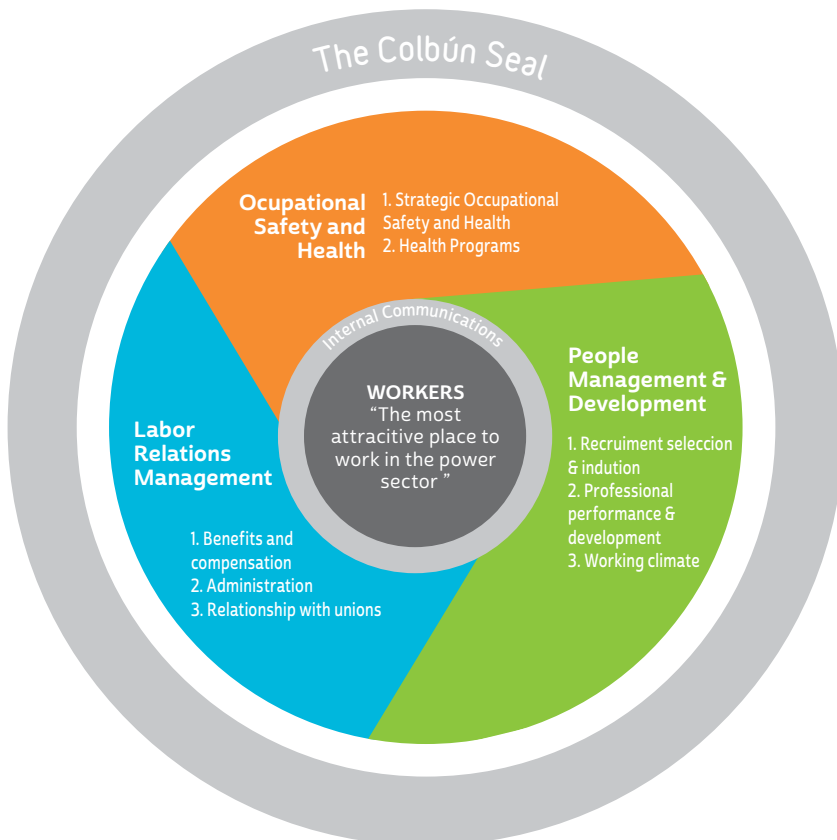 The Colbún Seal
Ocupational
Safety and
Health
1. Strategic Occupational
Safety and Health
2. Health Programs
Internal Communications
WORKERS
“The most
attracitive place to
work in the power
sector ”
People
Management &
Development
1. Recruiment seleccion
& indution
2. Professional
performance &
development
3. Working climate
Labor
Relations
Management
1. Benefits and
compensation
2. Administration
3. Relationship with unions